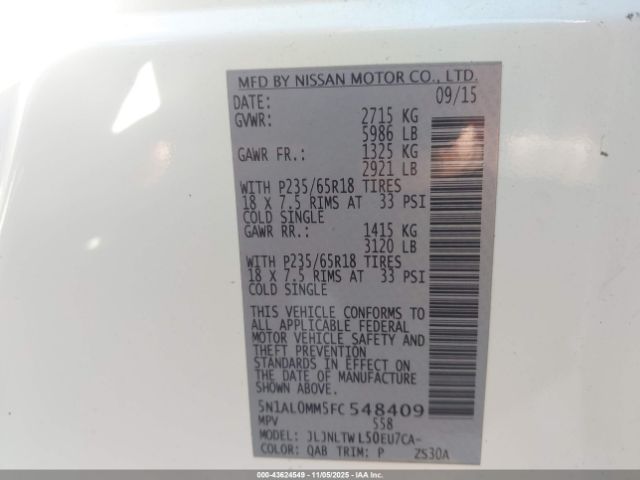 MFD BY NISSAN MOTOR CO., LTD.
DATE: 09/15
GVWR: 2715 KG
5986 LB
GAWR FR.: 1325 KG
2921 LB
WITH P235/65R18 TIRES
18 X 7.5 RIMS AT 33 PSI
COLD SINGLE
GAWR RR.: 1415 KG
3120 LB
WITH P235/65R18 TIRES
18 X 7.5 RIMS AT 33 PSI
COLD SINGLE
THIS VEHICLE CONFORMS TO
ALL APPLICABLE FEDERAL
MOTOR VEHICLE SAFETY AND
THEFT PREVENTION
STANDARDS IN EFFECT ON
THE DATE OF MANUFACTURE
SHOWN ABOVE.
5N1AL0MM5FC548409
MPV 558
MODEL: JLJNLTW L50EU7CA-
COLOR: QAB TRIM: P ZS30A
Copyright 00-43624549 - 11/05/2025 - IAA Inc.